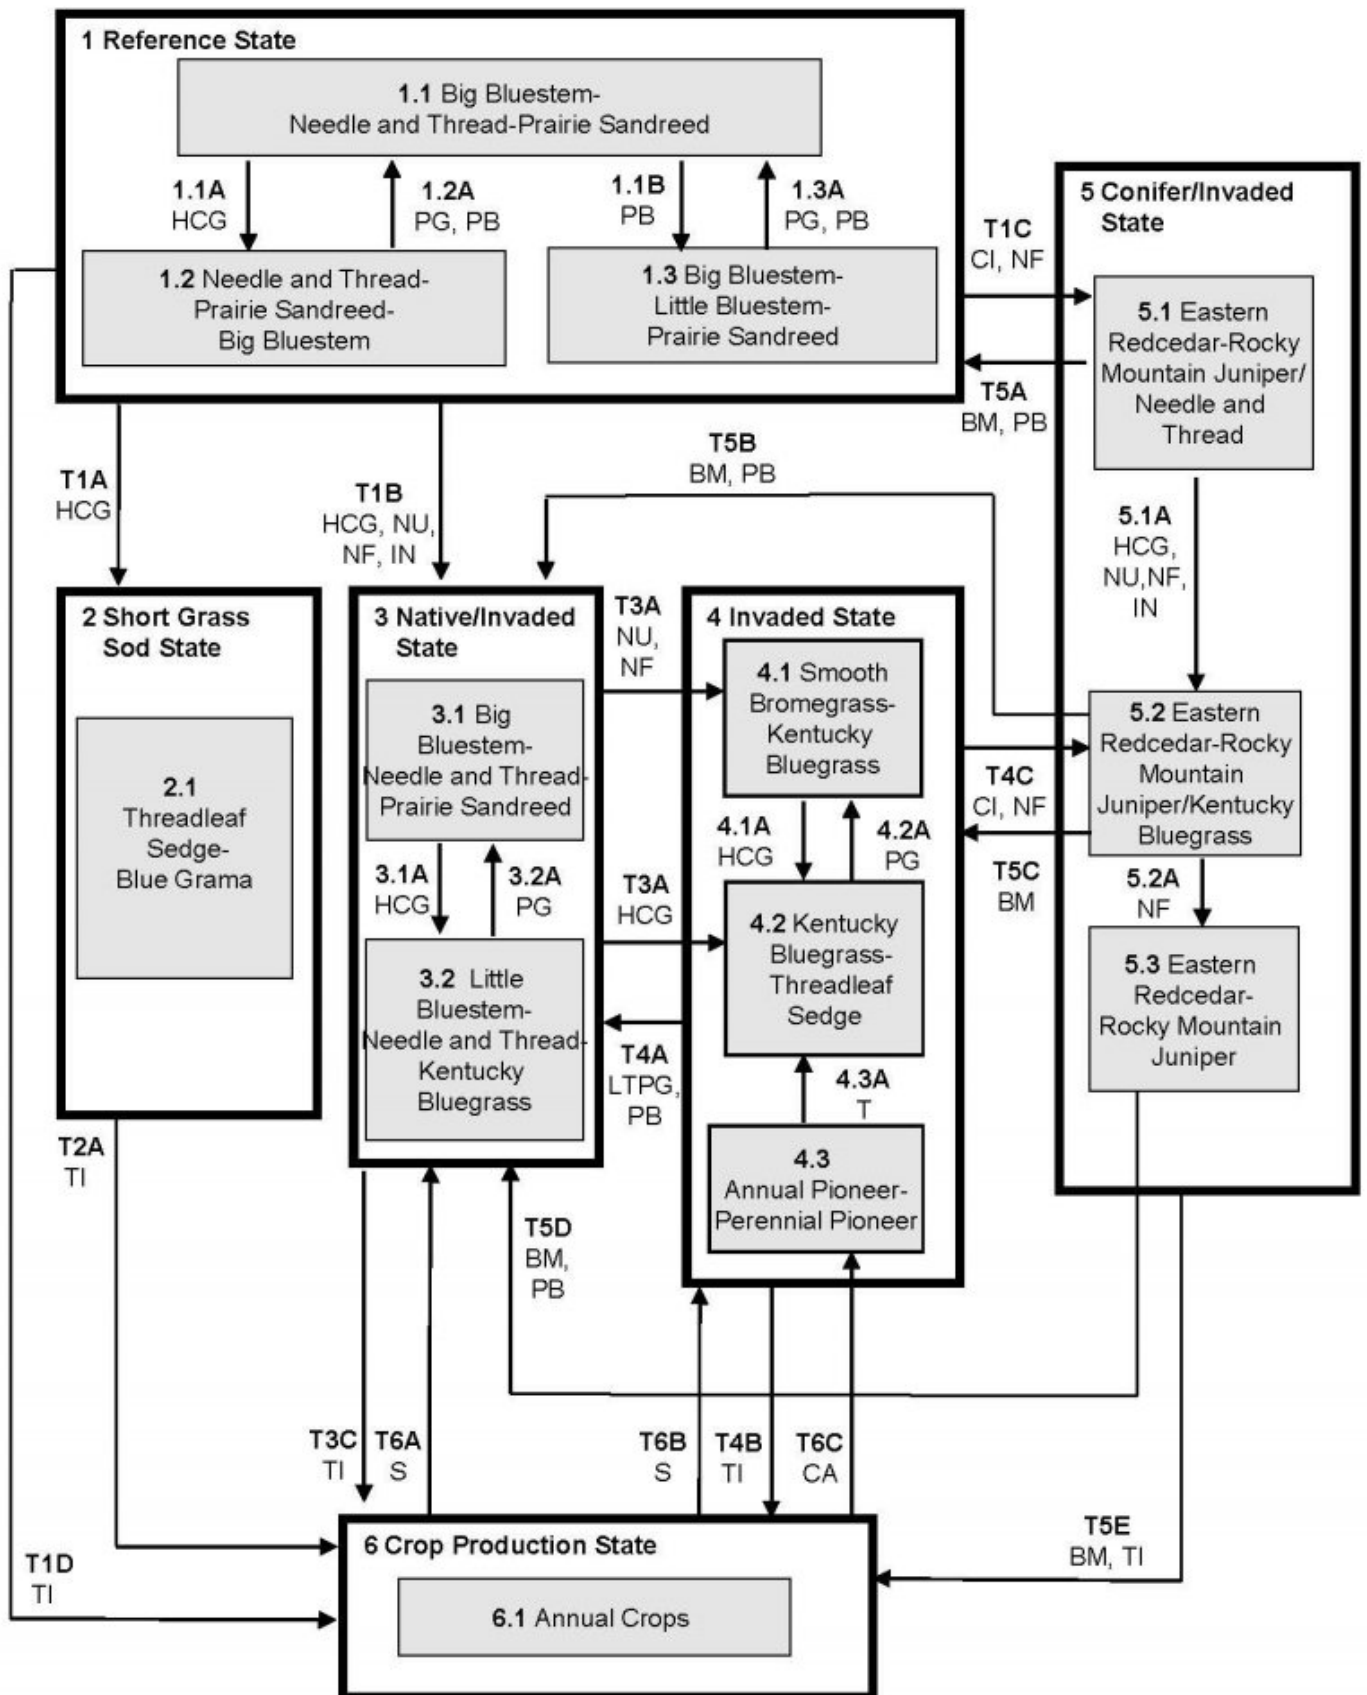 1 Reference State
1.1 Big Bluestem-
Needle and Thread-Prairie Sandreed
1.1A
HCG
1.2A
PG, PB
1.1B
PB
1.3A
PG, PB
1.2 Needle and Thread-
Prairie Sandreed-
Big Bluestem
1.3 Big Bluestem-
Little Bluestem-
Prairie Sandreed
T1C
CI, NF
T5A
BM, PB
5 Conifer/Invaded
State
5.1 Eastern
Redcedar-Rocky
Mountain Juniper/
Needle and
Thread
5.1A
HCG,
NU,NF,
IN
5.2 Eastern
Redcedar-Rocky
Mountain
Juniper/Kentucky
Bluegrass
5.2A
NF
5.3 Eastern
Redcedar-
Rocky Mountain
Juniper
T1A
HCG
T1B
HCG, NU,
NF, IN
T5B
BM, PB
2 Short Grass
Sod State
2.1
Threadleaf
Sedge-
Blue Grama
3 Native/Invaded
State
3.1 Big
Bluestem-
Needle and Thread-
Prairie Sandreed
3.1A
HCG
3.2A
PG
3.2 Little
Bluestem-
Needle and Thread-
Kentucky
Bluegrass
T3A
NU,
NF
T3A
HCG
T4A
LTPG,
PB
4 Invaded State
4.1 Smooth
Bromegrass-
Kentucky
Bluegrass
4.1A
HCG
4.2A
PG
4.2 Kentucky
Bluegrass-
Threadleaf
Sedge
4.3A
T
4.3
Annual Pioneer-
Perennial Pioneer
T4C
CI, NF
T5C
BM
T2A
TI
T5D
BM,
PB
T3C
TI
T6A
S
T6B
S
T4B
TI
T6C
CA
T5E
BM, TI
T1D
TI
6 Crop Production State
6.1 Annual Crops